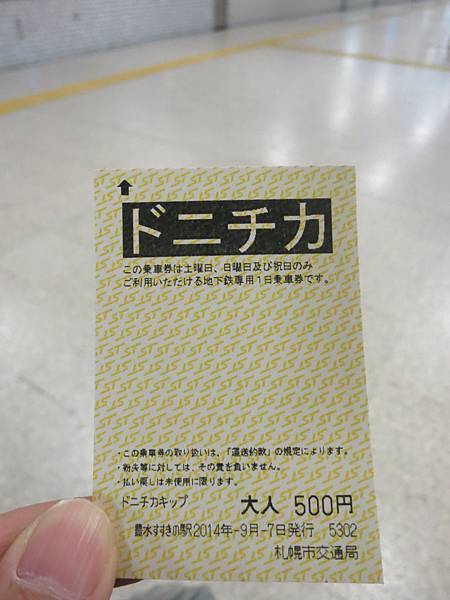 ドニチカ
この乗車券は土曜日、日曜日及び祝日のみ
ご利用いただける地下鉄専用1日乗車券です。
・この乗車券の取り扱いは、「運送約款」の規定によります。
・紛失等に対しては、その責を負いません。
・払い戻しは未使用に限ります。
ドニチカキップ 大人 500円
豊水すすきの駅2014年-9月-7日発行 5302
札幌市交通局